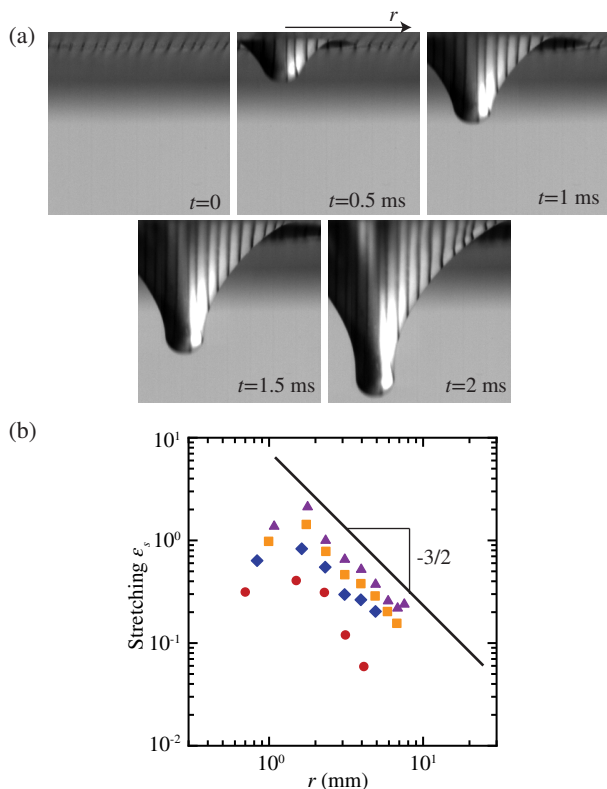 (a)
r
t=0
t=0.5 ms
t=1 ms
t=1.5 ms
t=2 ms
(b)
10^1
10^0
10^-1
10^-2
Stretching ε_s
-3/2
10^0 10^1
r (mm)